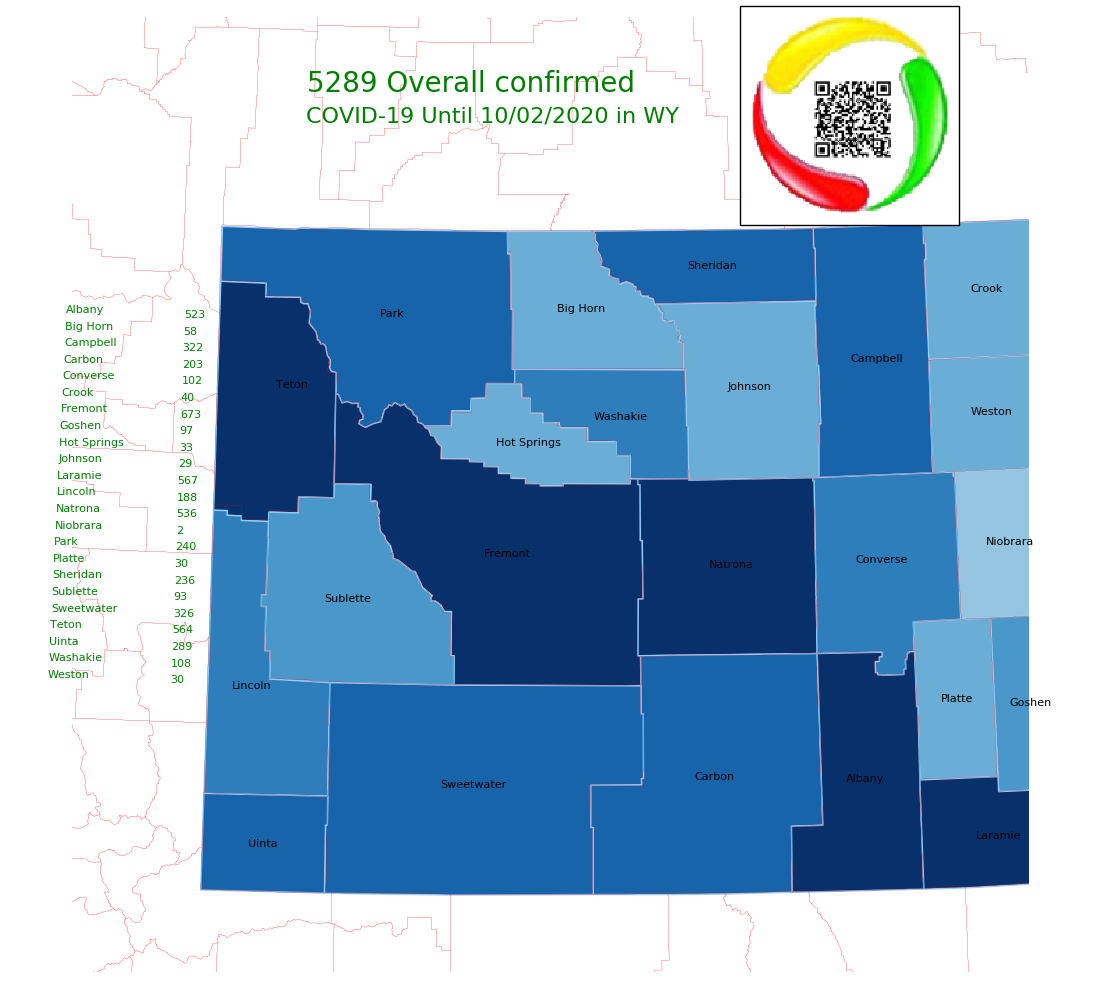 5289 Overall confirmed
COVID-19 Until 10/02/2020 in WY
Albany 523
Big Horn 58
Campbell 322
Carbon 203
Converse 102
Crook 40
Fremont 673
Goshen 97
Hot Springs 33
Johnson 29
Laramie 567
Lincoln 188
Natrona 536
Niobrara 2
Park 240
Platte 30
Sheridan 236
Sublette 93
Sweetwater 326
Teton 564
Uinta 289
Washakie 108
Weston 30
Sheridan
Crook
Big Horn
Park
Campbell
Teton
Johnson
Weston
Washakie
Hot Springs
Niobrara
Fremont
Converse
Natrona
Sublette
Lincoln
Platte
Goshen
Carbon
Albany
Sweetwater
Laramie
Uinta